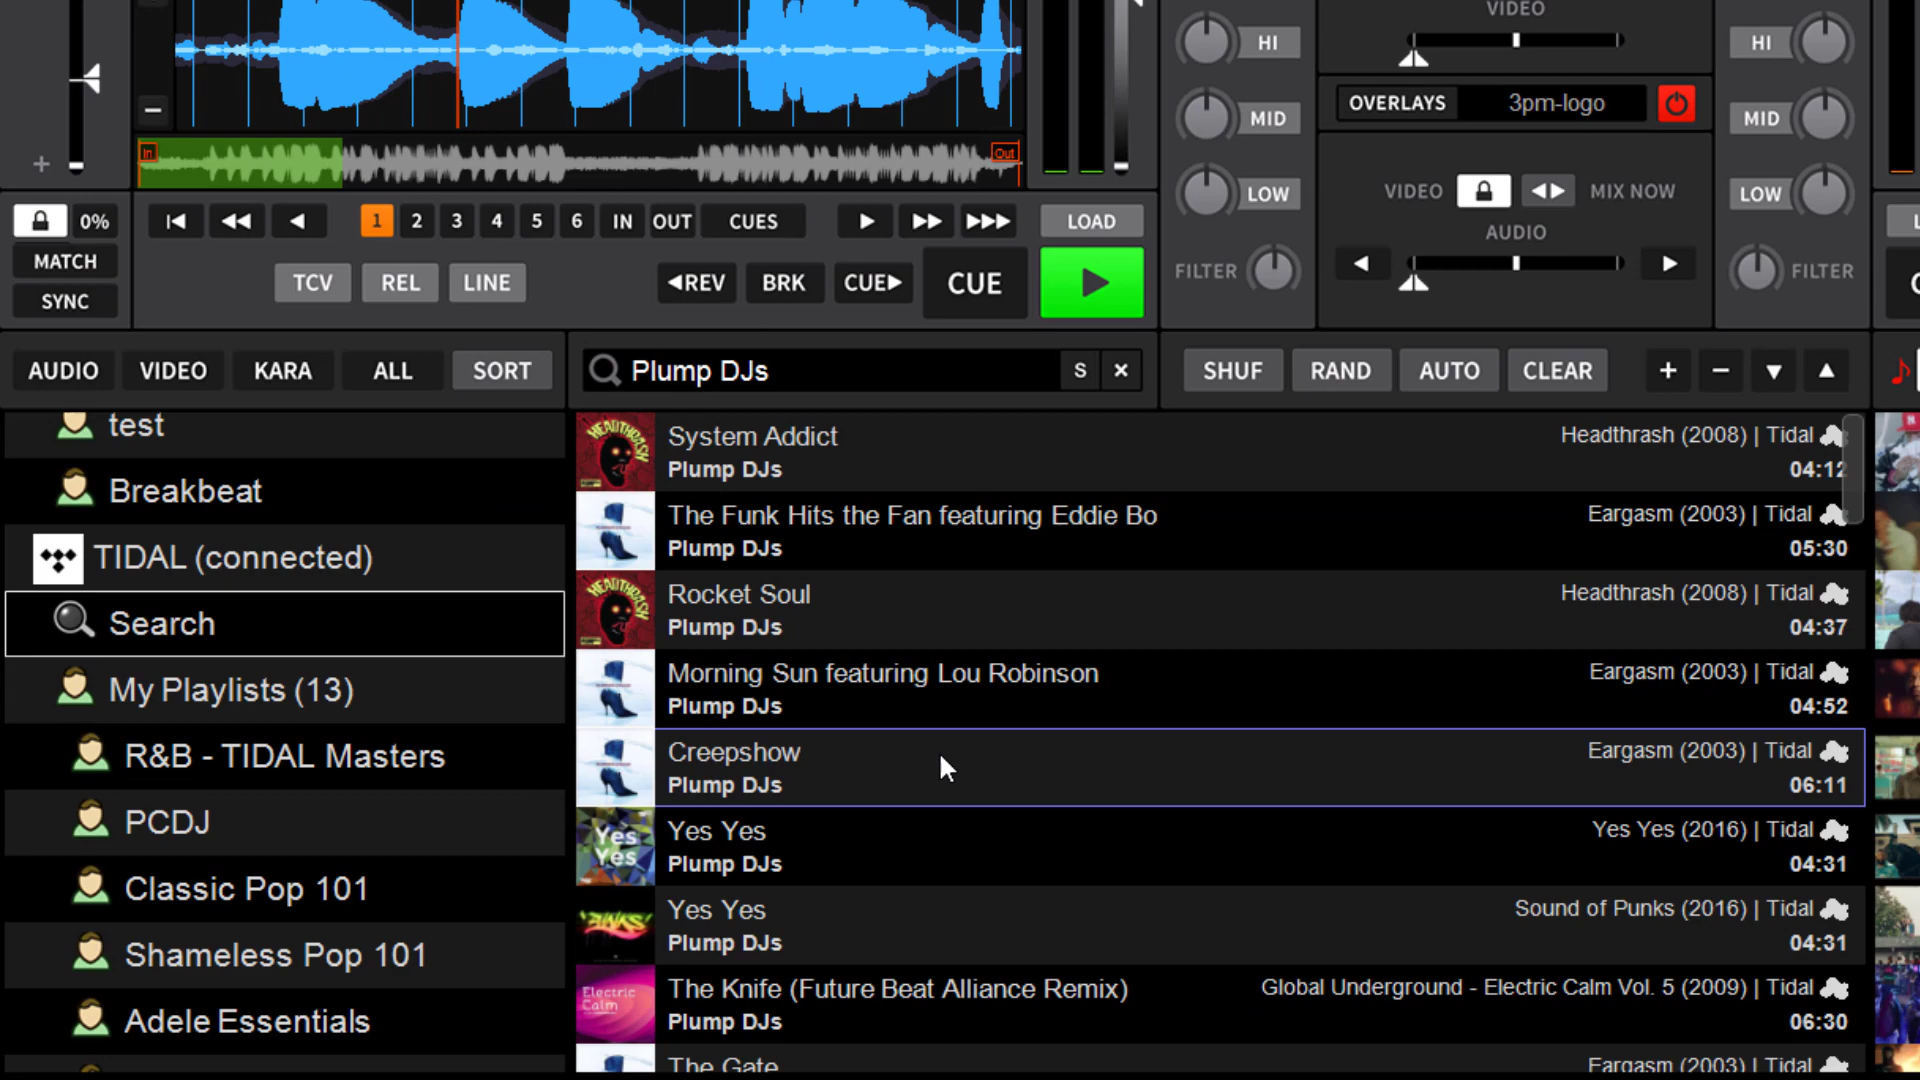 VIDEO
HI
HI
OVERLAYS 3pm-logo
MID
MID
In
Out
VIDEO MIX NOW
LOW
LOW
0% 1 2 3 4 5 6 IN OUT CUES LOAD
AUDIO
MATCH
TCV REL LINE ◀REV BRK CUE▶ CUE
FILTER
FILTER
SYNC
AUDIO VIDEO KARA ALL SORT
Plump DJs S ×
SHUF RAND AUTO CLEAR + −
test
Breakbeat
TIDAL (connected)
Search
My Playlists (13)
R&B - TIDAL Masters
PCDJ
Classic Pop 101
Shameless Pop 101
Adele Essentials
System Addict Headthrash (2008) | Tidal
Plump DJs 04:12
The Funk Hits the Fan featuring Eddie Bo Eargasm (2003) | Tidal
Plump DJs 05:30
Rocket Soul Headthrash (2008) | Tidal
Plump DJs 04:37
Morning Sun featuring Lou Robinson Eargasm (2003) | Tidal
Plump DJs 04:52
Creepshow Eargasm (2003) | Tidal
Plump DJs 06:11
Yes Yes
Yes Yes Yes Yes (2016) | Tidal
Plump DJs 04:31
Yes Yes Sound of Punks (2016) | Tidal
Plump DJs 04:31
Electric Calm
The Knife (Future Beat Alliance Remix) Global Underground - Electric Calm Vol. 5 (2009) | Tidal
Plump DJs 06:30
The Gate Eargasm (2003) | Tidal